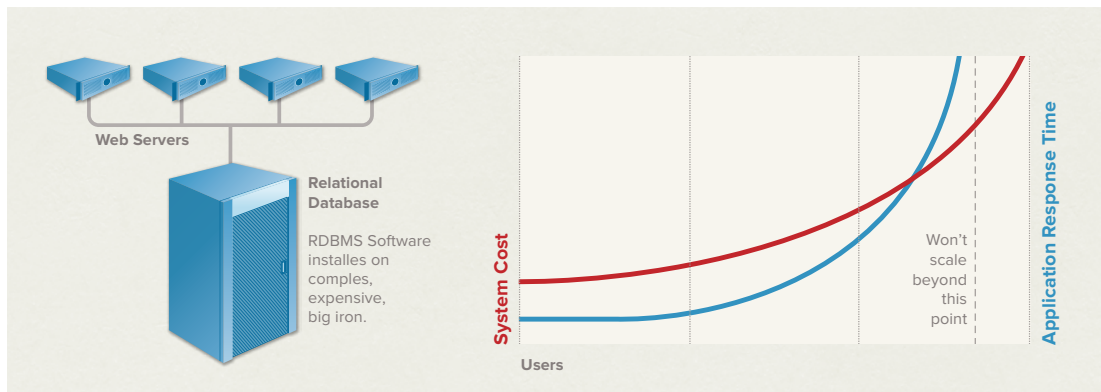 Web Servers
Relational
Database
RDBMS Software
installes on
comples,
expensive,
big iron.
System Cost
Users
Won't
scale
beyond
this
point
Application Response Time